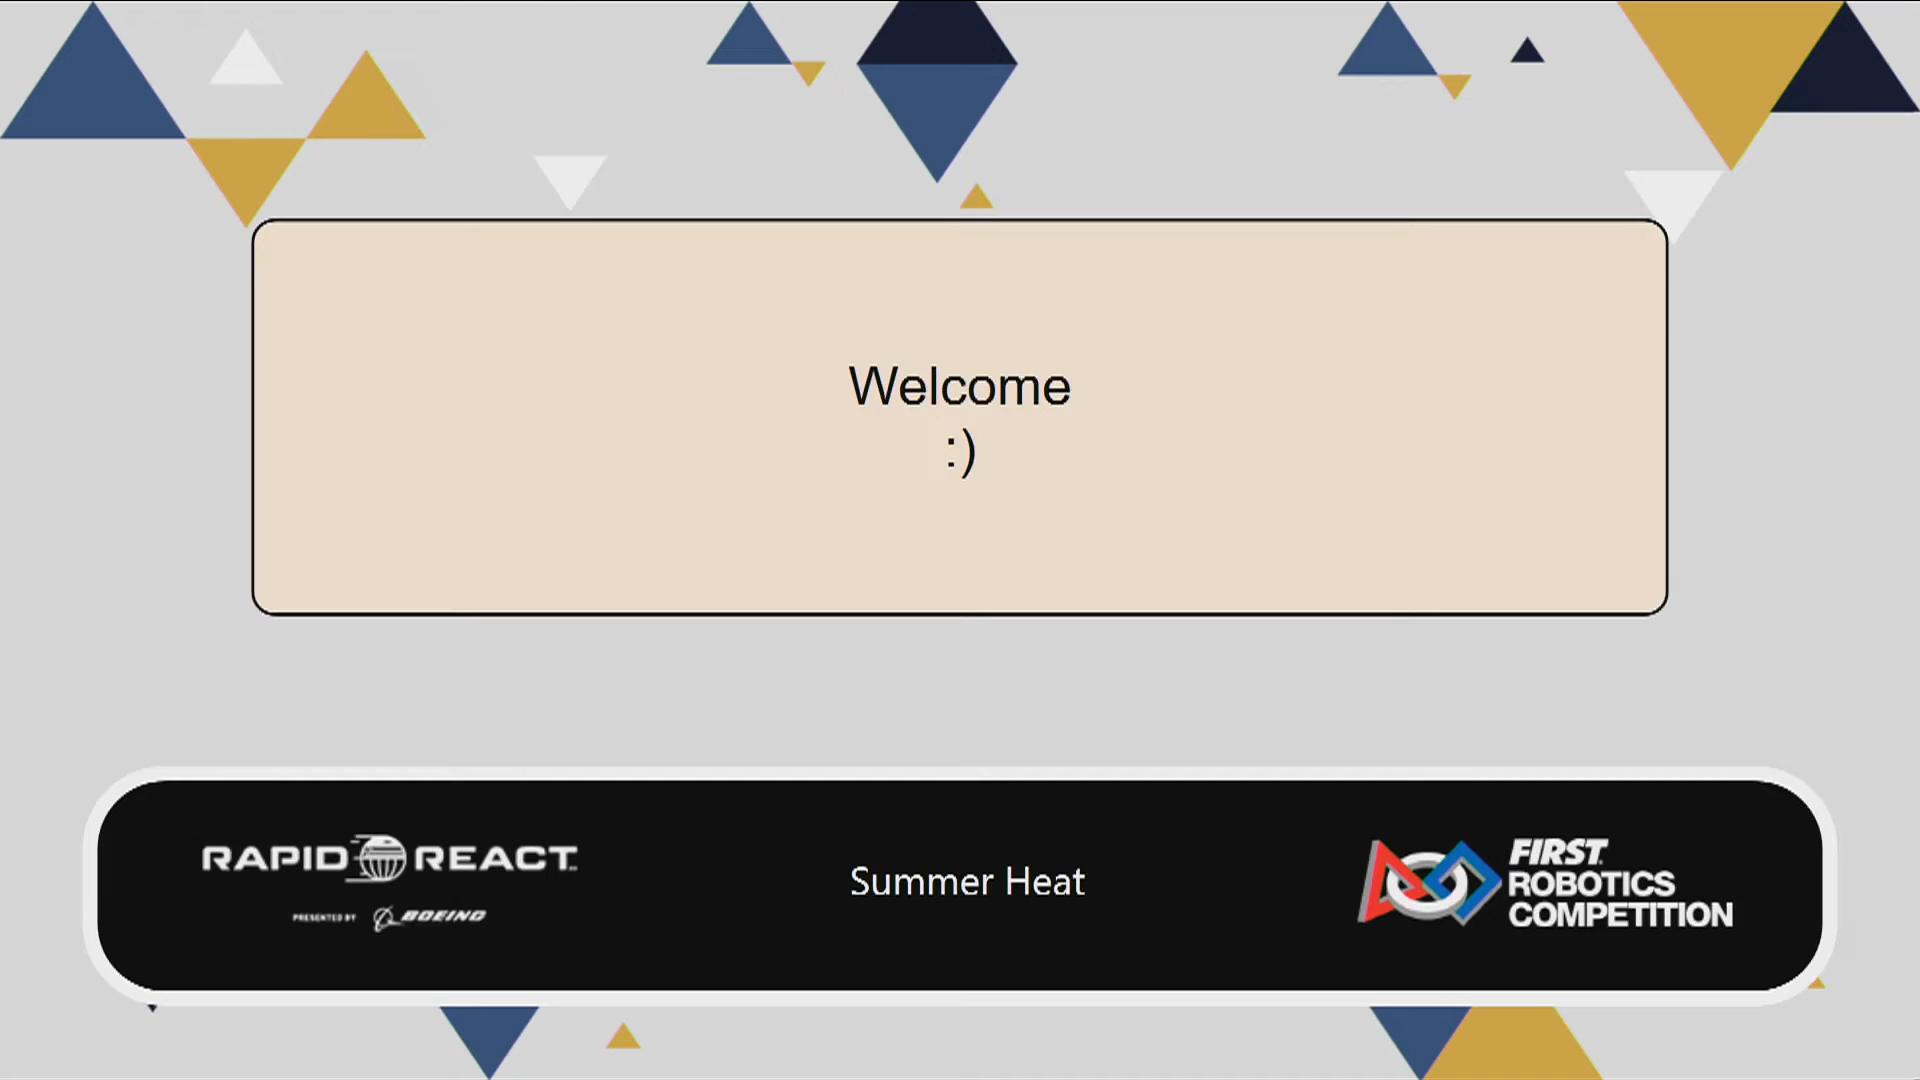 Welcome
:)
RAPID REACT
PRESENTED BY BOEING
Summer Heat
FIRST
ROBOTICS
COMPETITION